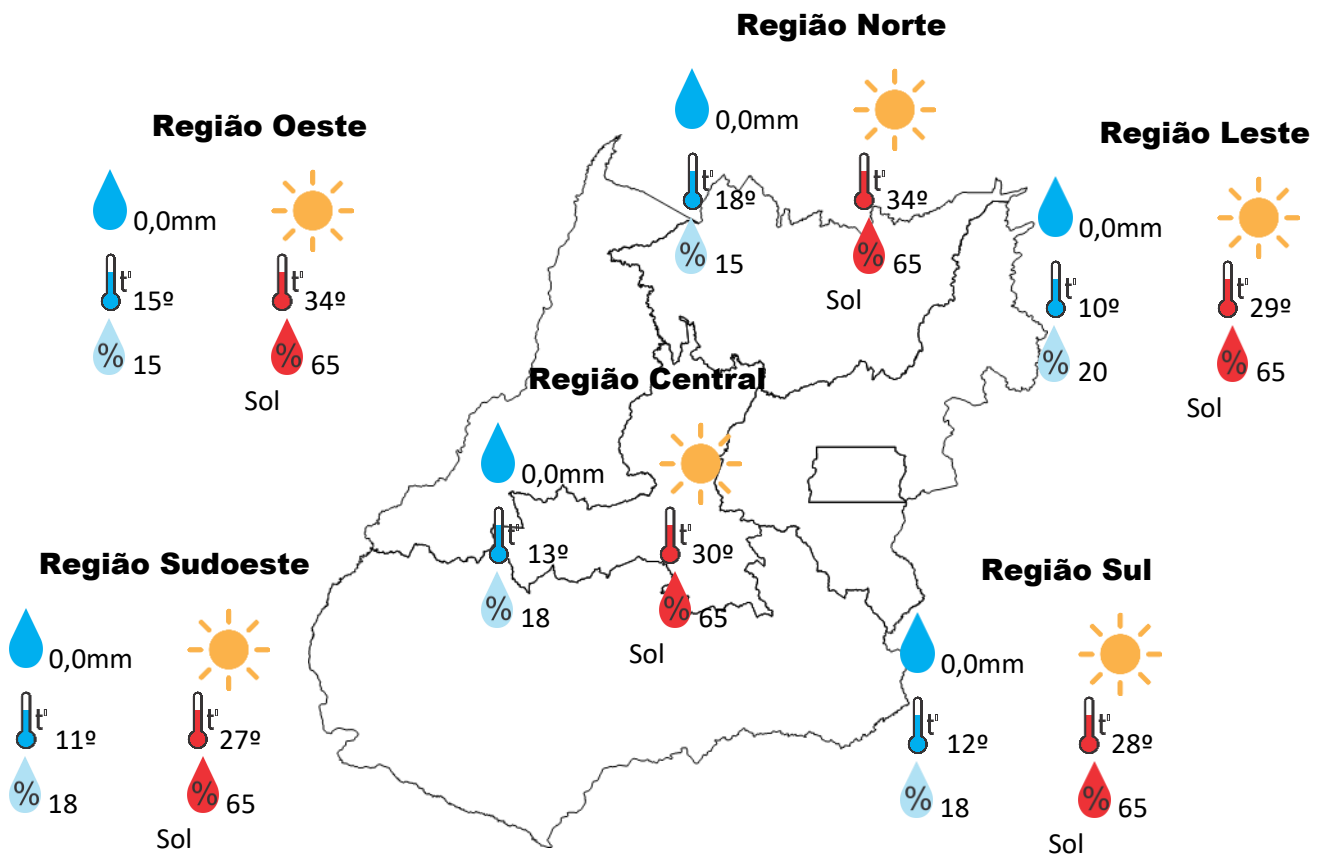 Região Norte
0,0mm
t°
18º
t°
34º
% 15
% 65
Sol
Região Oeste
0,0mm
t°
15º
t°
34º
% 15
% 65
Sol
Região Leste
0,0mm
t°
10º
t°
29º
% 20
% 65
Sol
Região Central
0,0mm
t°
13º
t°
30º
% 18
% 65
Sol
Região Sudoeste
0,0mm
t°
11º
t°
27º
% 18
% 65
Sol
Região Sul
0,0mm
t°
12º
t°
28º
% 18
% 65
Sol